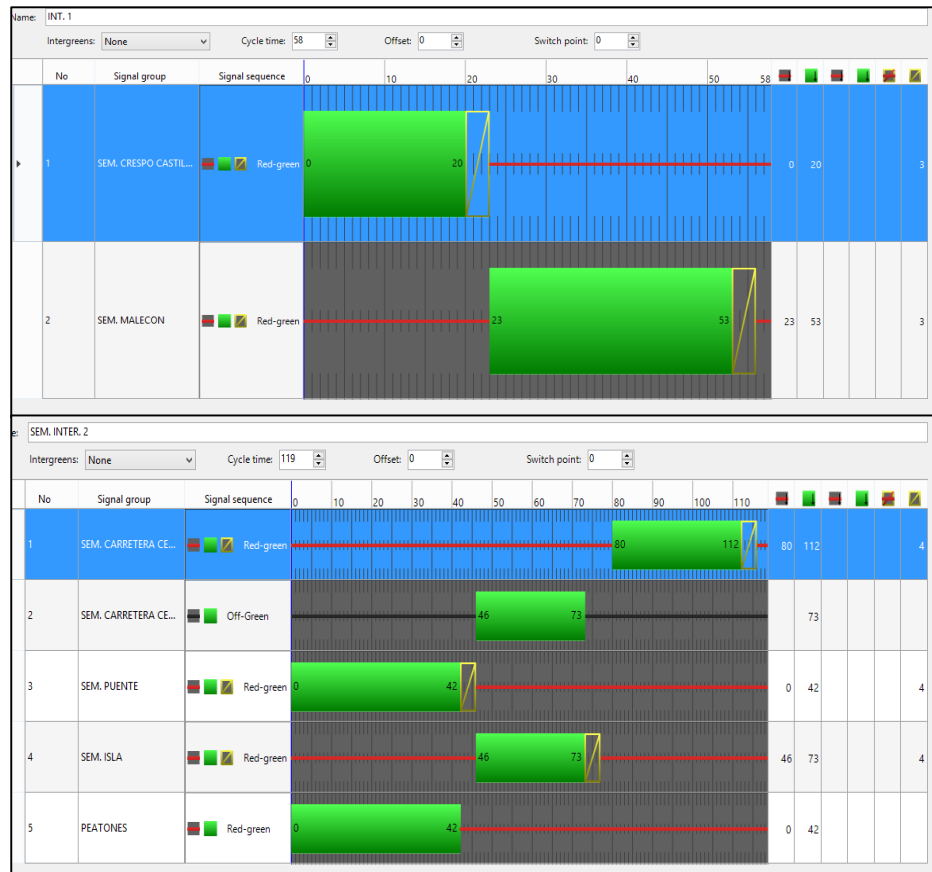 Name: INT. 1
Intergreens: None Cycle time: 58 Offset: 0 Switch point: 0
No Signal group Signal sequence 0 10 20 30 40 50 58
1 SEM. CRESPO CASTIL... Red-green 0 20 0 20 3
2 SEM. MALECON Red-green 23 53 23 53 3
e: SEM. INTER. 2
Intergreens: None Cycle time: 119 Offset: 0 Switch point: 0
No Signal group Signal sequence 0 10 20 30 40 50 60 70 80 90 100 110
1 SEM. CARRETERA CE... Red-green 80 112 80 112 4
2 SEM. CARRETERA CE... Off-Green 46 73 73
3 SEM. PUENTE Red-green 0 42 0 42 4
4 SEM. ISLA Red-green 46 73 46 73 4
5 PEATONES Red-green 0 42 0 42